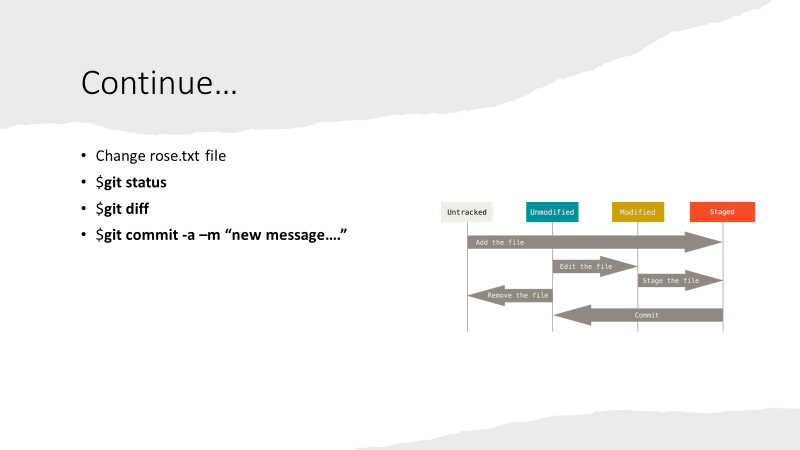 Continue…
• Change rose.txt file
• $git status
• $git diff
• $git commit -a –m “new message….”
Untracked
Unmodified
Modified
Staged
Add the file
Edit the file
Stage the file
Remove the file
Commit